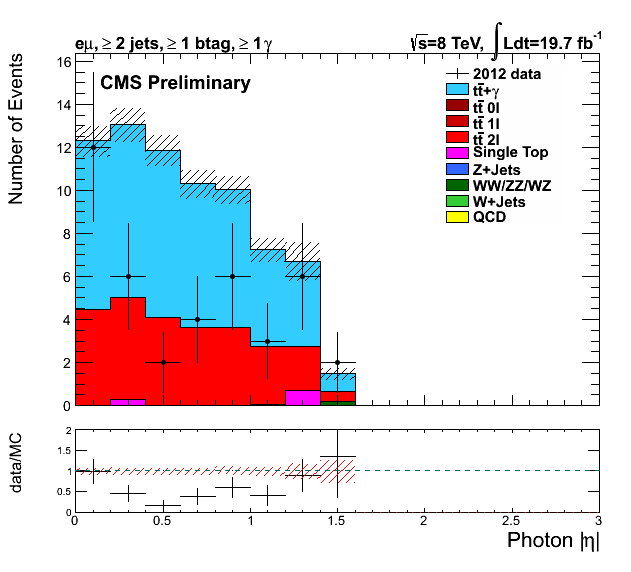 eμ, ≥ 2 jets, ≥ 1 btag, ≥ 1γ
√s=8 TeV, ∫Ldt=19.7 fb⁻¹
CMS Preliminary
2012 data
tt̄+γ
tt̄ 0l
tt̄ 1l
tt̄ 2l
Single Top
Z+Jets
WW/ZZ/WZ
W+Jets
QCD
Number of Events
16
14
12
10
8
6
4
2
0
data/MC
2
1.5
1
0.5
0
0 0.5 1 1.5 2 2.5 3
Photon |η|